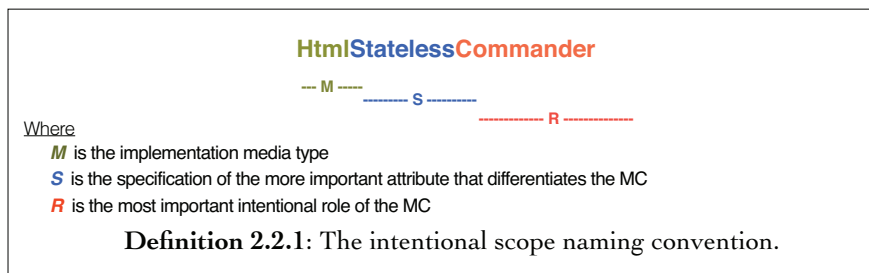 HtmlStatelessCommander
--- M -----
--------- S ----------
------------- R --------------
Where
M is the implementation media type
S is the specification of the more important attribute that differentiates the MC
R is the most important intentional role of the MC
Definition 2.2.1: The intentional scope naming convention.